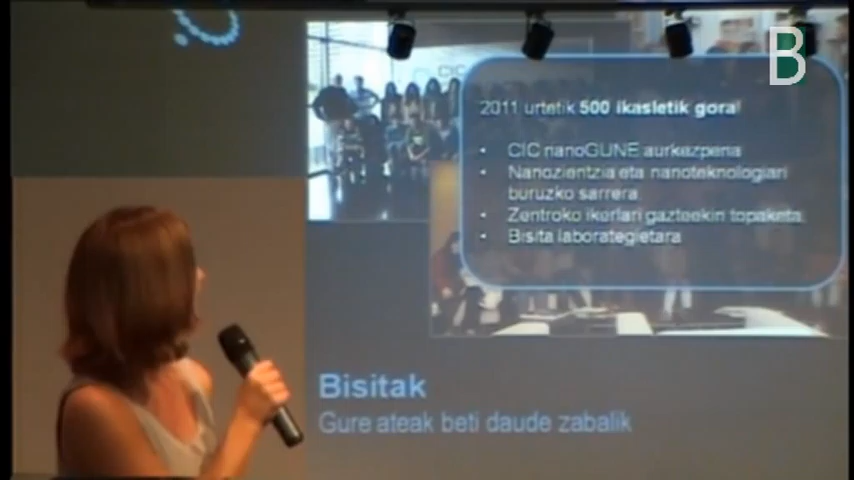 B
CIC
2011 urtetik 500 ikasletik gora!
• CIC nanoGUNE aurkezpena
• Nanozientzia eta nanoteknologiari
buruzko sarrera
• Zentroko ikerlari gazteekin topaketa
• Bisita laborategietara
Bisitak
Gure ateak beti daude zabalik